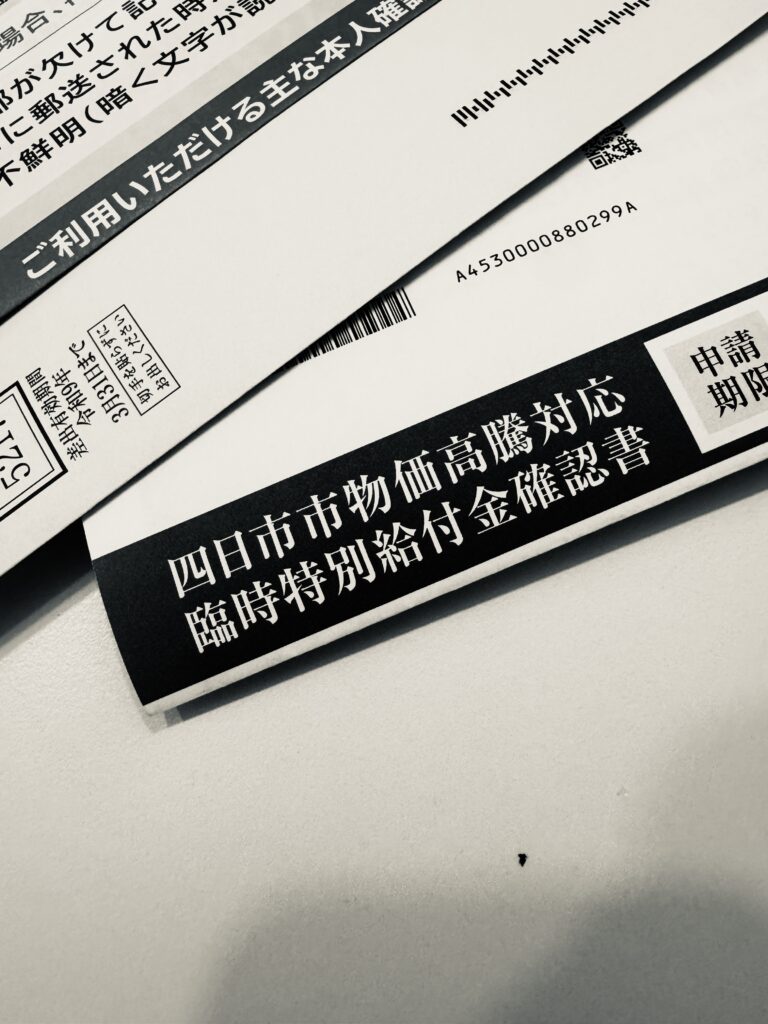 場合、
部が欠けて記
に郵送された時
不鮮明(暗く文字が読
ご利用いただける主な本人確認
差出有効期間
令和9年
3月31日まで
切手を貼らずに
お出しください
521
A4530000880299A
四日市市物価高騰対応
臨時特別給付金確認書
申請
期限